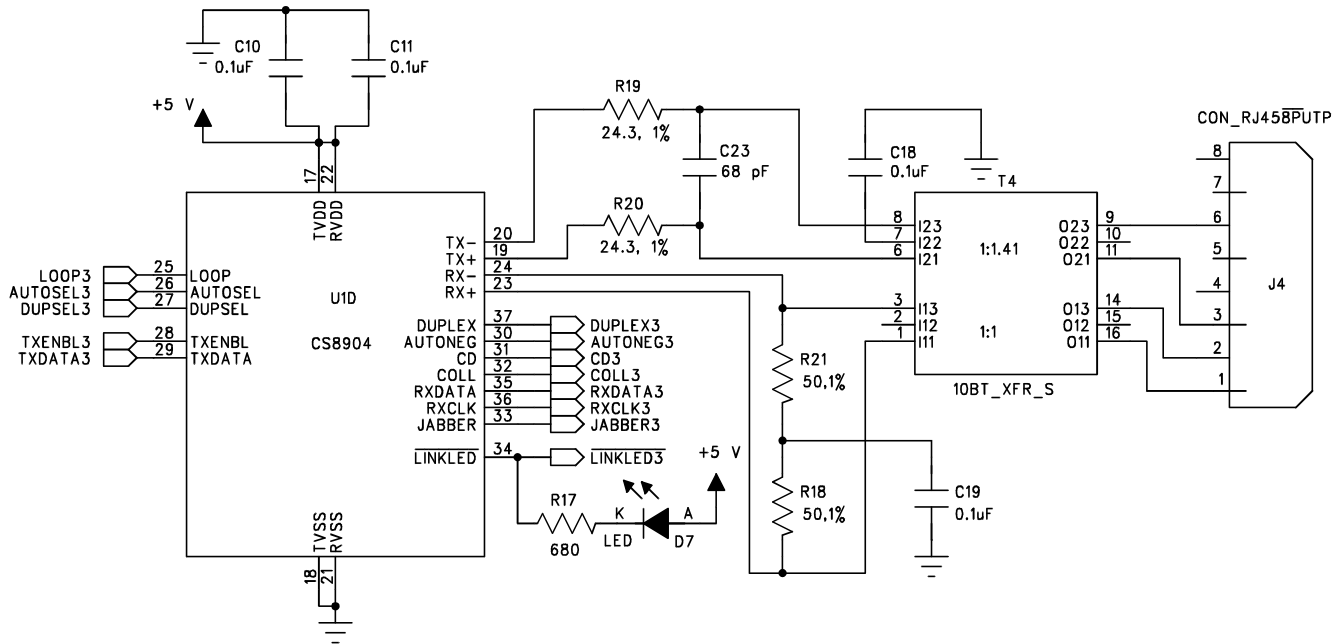 C10
0.1uF
C11
0.1uF
+5 V
17
22
TVDD
RVDD
R19
24.3, 1%
C23
68 pF
R20
24.3, 1%
C18
0.1uF
CON_RJ458PUTP
T4
LOOP3
25
LOOP
AUTOSEL3
26
AUTOSEL
DUPSEL3
27
DUPSEL
TXENBL3
28
TXENBL
TXDATA3
29
TXDATA
U1D
CS8904
TX-
20
TX+
19
RX-
24
RX+
23
DUPLEX
37
DUPLEX3
AUTONEG
30
AUTONEG3
CD
31
CD3
COLL
32
COLL3
RXDATA
35
RXDATA3
RXCLK
36
RXCLK3
JABBER
33
JABBER3
LINKLED
34
LINKLED3
8
I23
7
I22
6
I21
3
I13
2
I12
1
I11
1:1.41
1:1
O23
9
O22
10
O21
11
O13
14
O12
15
O11
16
10BT_XFR_S
8
7
6
5
4
3
2
1
J4
R21
50,1%
R18
50,1%
C19
0.1uF
+5 V
R17
680
K
A
LED
D7
TVSS
RVSS
18
21